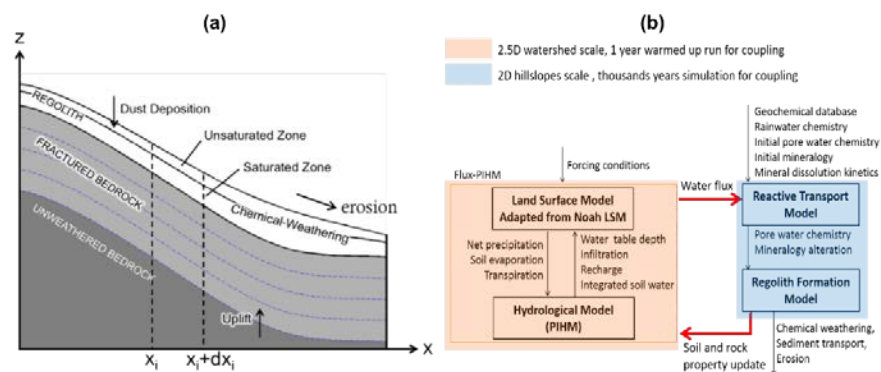 (a)
z
Dust Deposition
REGOLITH
Unsaturated Zone
FRACTURED BEDROCK
Saturated Zone
Chemical-Weathering
erosion
UNWEATHERED BEDROCK
Uplift
x
xi
xi+dxi
(b)
2.5D watershed scale, 1 year warmed up run for coupling
2D hillslopes scale , thousands years simulation for coupling
Geochemical database
Rainwater chemistry
Initial pore water chemistry
Initial mineralogy
Mineral dissolution kinetics
Flux-PIHM
Forcing conditions
Water flux
Land Surface Model
Adapted from Noah LSM
Reactive Transport
Model
Net precipitation
Soil evaporation
Transpiration
Water table depth
Infiltration
Recharge
Integrated soil water
Pore water chemistry
Mineralogy alteration
Hydrological Model
(PIHM)
Regolith Formation
Model
Soil and rock
property update
Chemical weathering,
Sediment transport,
Erosion